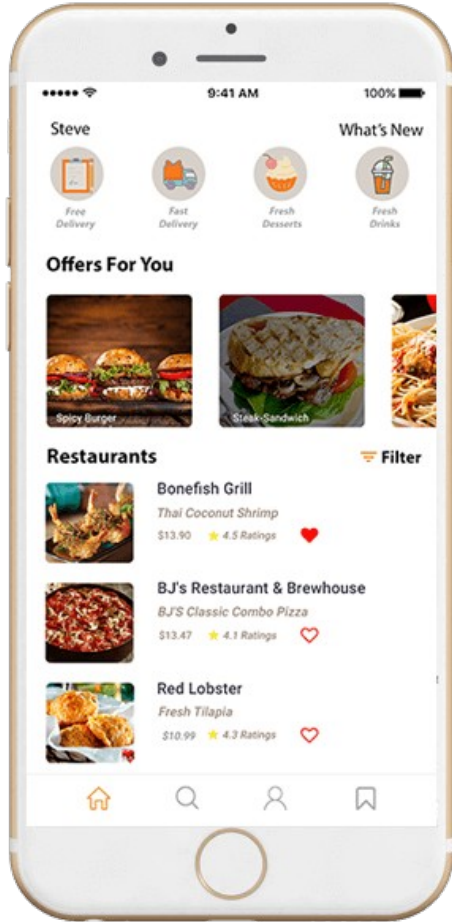 9:41 AM
100%
Steve
What's New
Free
Delivery
Fast
Delivery
Fresh
Desserts
Fresh
Drinks
Offers For You
Spicy Burger
Steak-Sandwich
Restaurants
Filter
Bonefish Grill
Thai Coconut Shrimp
$13.90 4.5 Ratings
BJ's Restaurant & Brewhouse
BJ'S Classic Combo Pizza
$13.47 4.1 Ratings
Red Lobster
Fresh Tilapia
$10.99 4.3 Ratings